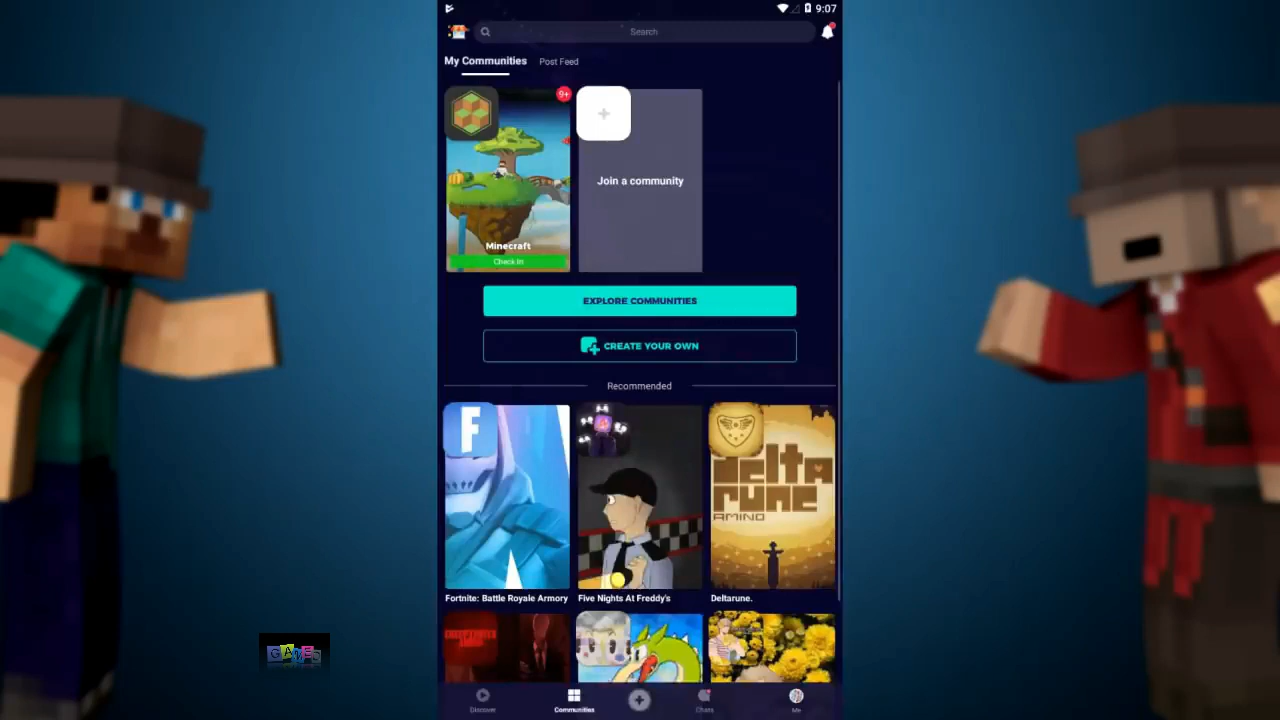 9:07
Search
My Communities
Post Feed
9+
Join a community
Minecraft
Check In
EXPLORE COMMUNITIES
CREATE YOUR OWN
Recommended
F
delta
rune
AMINO
Fortnite: Battle Royale Armory
Five Nights At Freddy's
Deltarune.
GAMES
Discover
Communities
Chats
Me